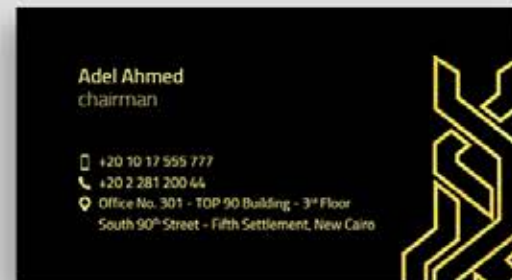 Adel Ahmed
chairman
+20 10 17 555 777
+20 2 281 200 44
Office No. 301 - TOP 90 Building - 3rd Floor
South 90th Street - Fifth Settlement, New Cairo